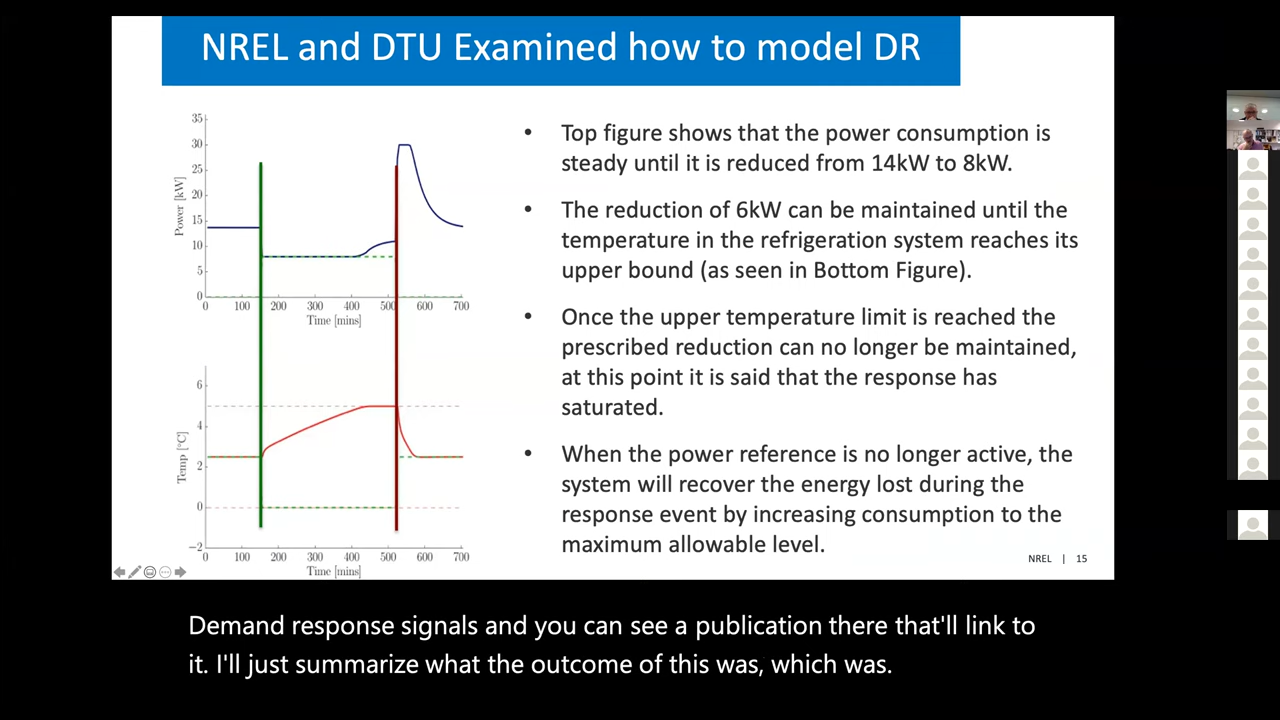 NREL and DTU Examined how to model DR
35
30
25
20
15
10
5
0
Power [kW]
0 100 200 300 400 500 600 700
Time [mins]
6
4
2
0
−2
Temp [°C]
0 100 200 300 400 500 600 700
Time [mins]
• Top figure shows that the power consumption is
steady until it is reduced from 14kW to 8kW.
• The reduction of 6kW can be maintained until the
temperature in the refrigeration system reaches its
upper bound (as seen in Bottom Figure).
• Once the upper temperature limit is reached the
prescribed reduction can no longer be maintained,
at this point it is said that the response has
saturated.
• When the power reference is no longer active, the
system will recover the energy lost during the
response event by increasing consumption to the
maximum allowable level.
NREL | 15
Demand response signals and you can see a publication there that'll link to
it. I'll just summarize what the outcome of this was, which was.